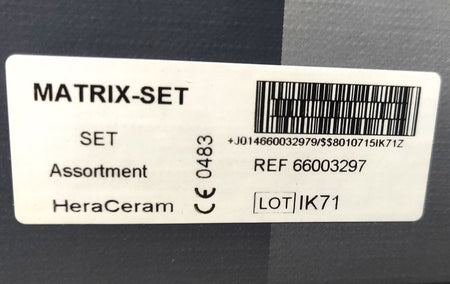 MATRIX-SET
SET
Assortment
HeraCeram
CE 0483
+J014660032979/$$8010715IK71Z
REF 66003297
LOT IK71